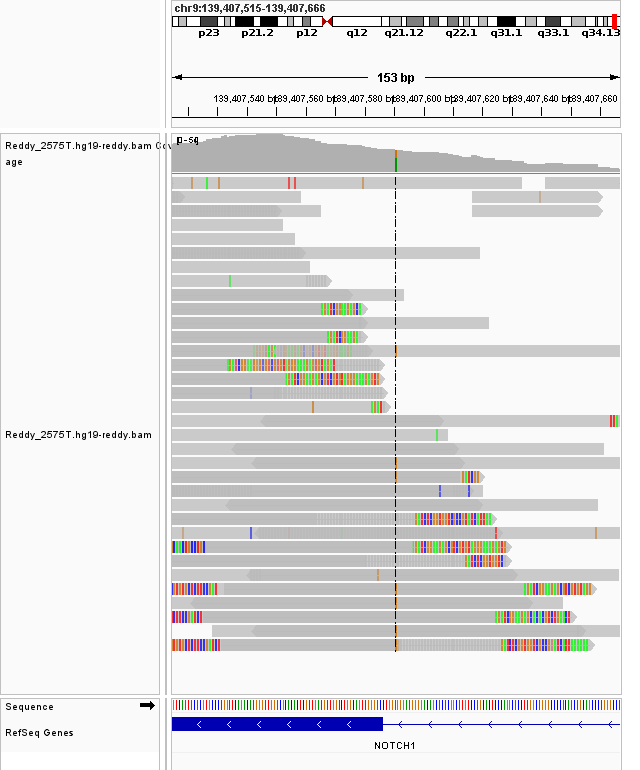 chr9:139,407,515-139,407,666
p23 p21.2 p12 q12 q21.12 q22.1 q31.1 q33.1 q34.13
153 bp
139,407,540 bp 139,407,560 bp 139,407,580 bp 139,407,600 bp 139,407,620 bp 139,407,640 bp 139,407,660
Reddy_2575T.hg19-reddy.bam Cov
age
Reddy_2575T.hg19-reddy.bam
Sequence
RefSeq Genes
NOTCH1